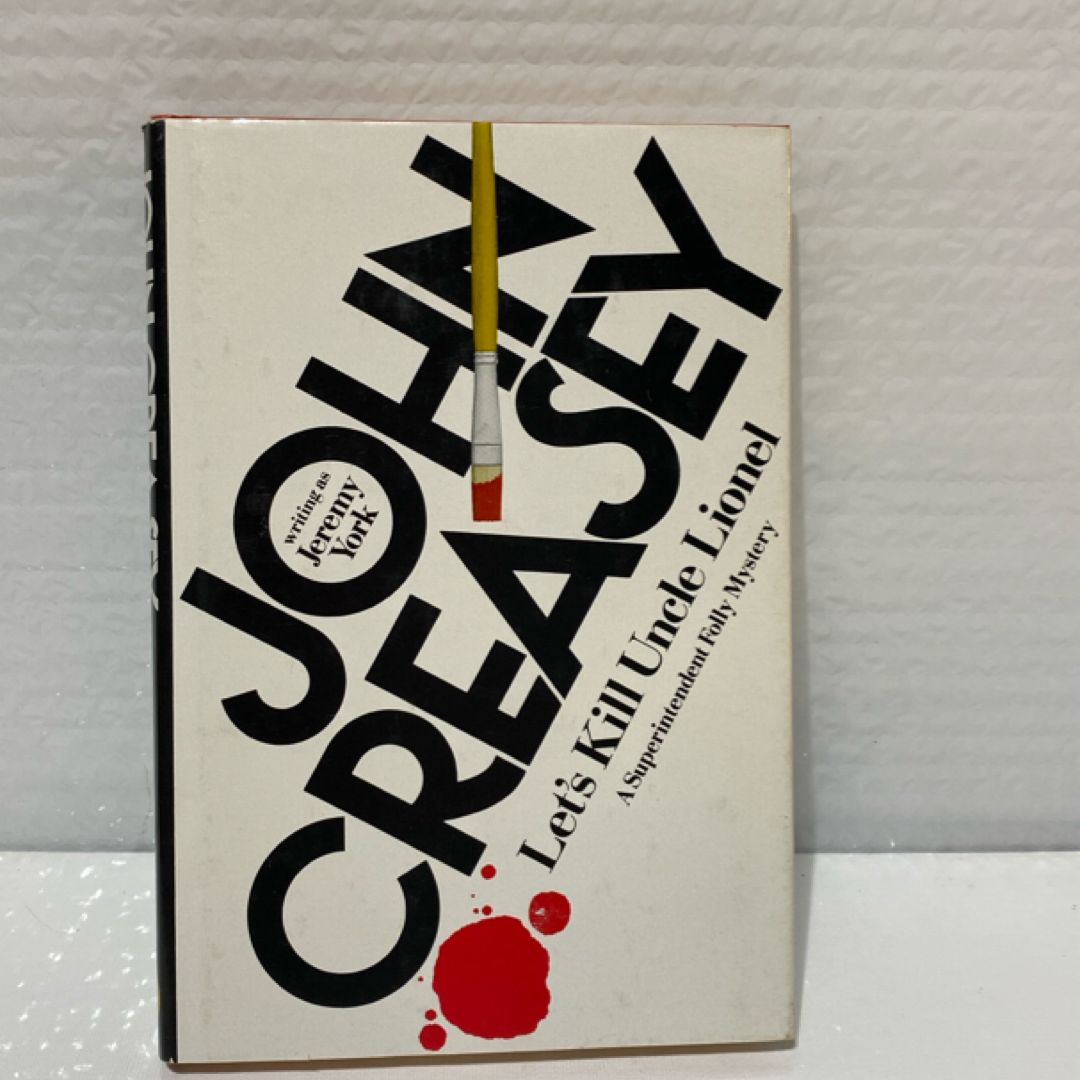 JOHN
CREASEY
writing as
Jeremy
York
Let's Kill Uncle Lionel
A Superintendent Folly Mystery
JOHN CREASEY